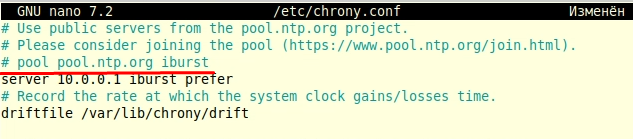 GNU nano 7.2 /etc/chrony.conf Изменён
# Use public servers from the pool.ntp.org project.
# Please consider joining the pool (https://www.pool.ntp.org/join.html).
# pool pool.ntp.org iburst
server 10.0.0.1 iburst prefer
# Record the rate at which the system clock gains/losses time.
driftfile /var/lib/chrony/drift